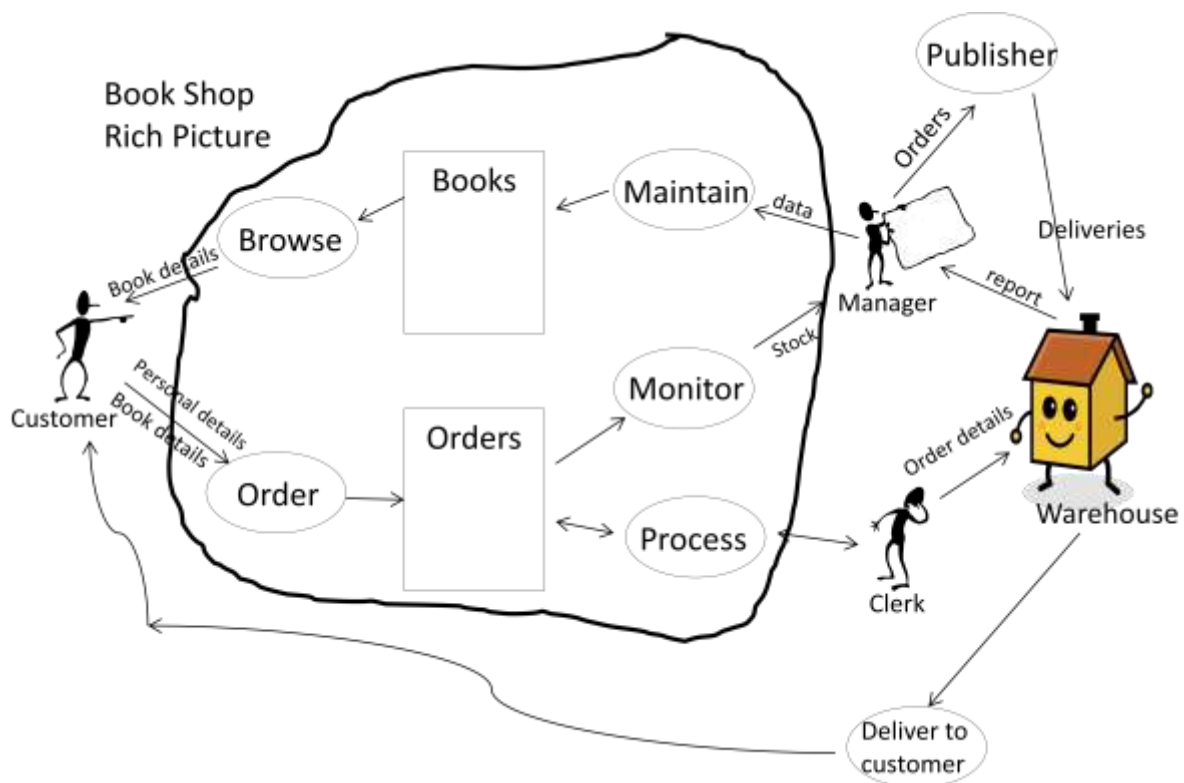 Book Shop
Rich Picture
Publisher
Orders
Books
Maintain
data
Browse
Deliveries
Book details
report
Manager
Stock
Monitor
Personal details
Customer
Book details
Orders
Order details
Order
Warehouse
Process
Clerk
Deliver to
customer